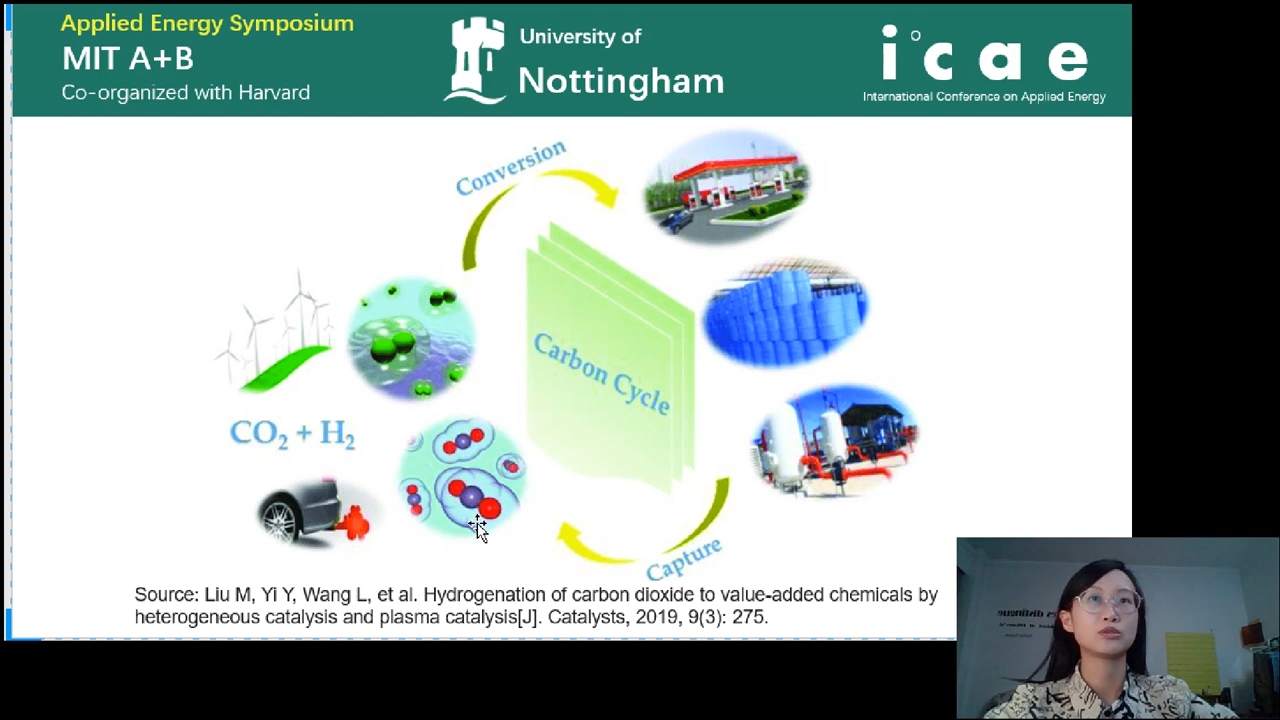 Applied Energy Symposium
MIT A+B
Co-organized with Harvard
University of
Nottingham
i c a e
International Conference on Applied Energy
Conversion
Carbon Cycle
CO₂ + H₂
Capture
Source: Liu M, Yi Y, Wang L, et al. Hydrogenation of carbon dioxide to value-added chemicals by
heterogeneous catalysis and plasma catalysis[J]. Catalysts, 2019, 9(3): 275.